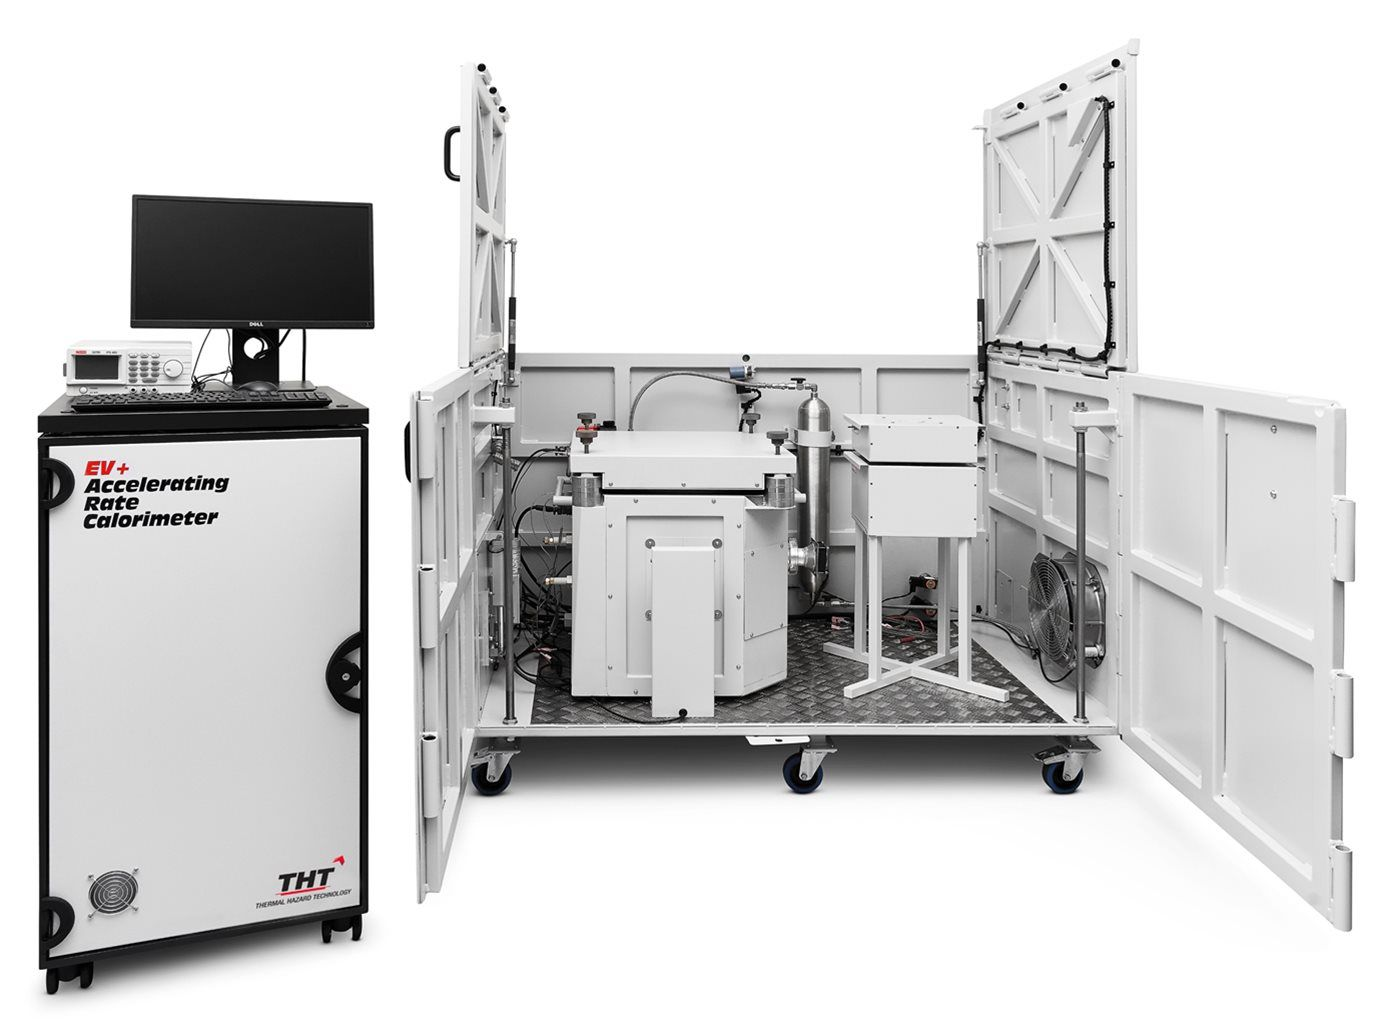 DELL
EV+
Accelerating
Rate
Calorimeter
THT
THERMAL HAZARD TECHNOLOGY